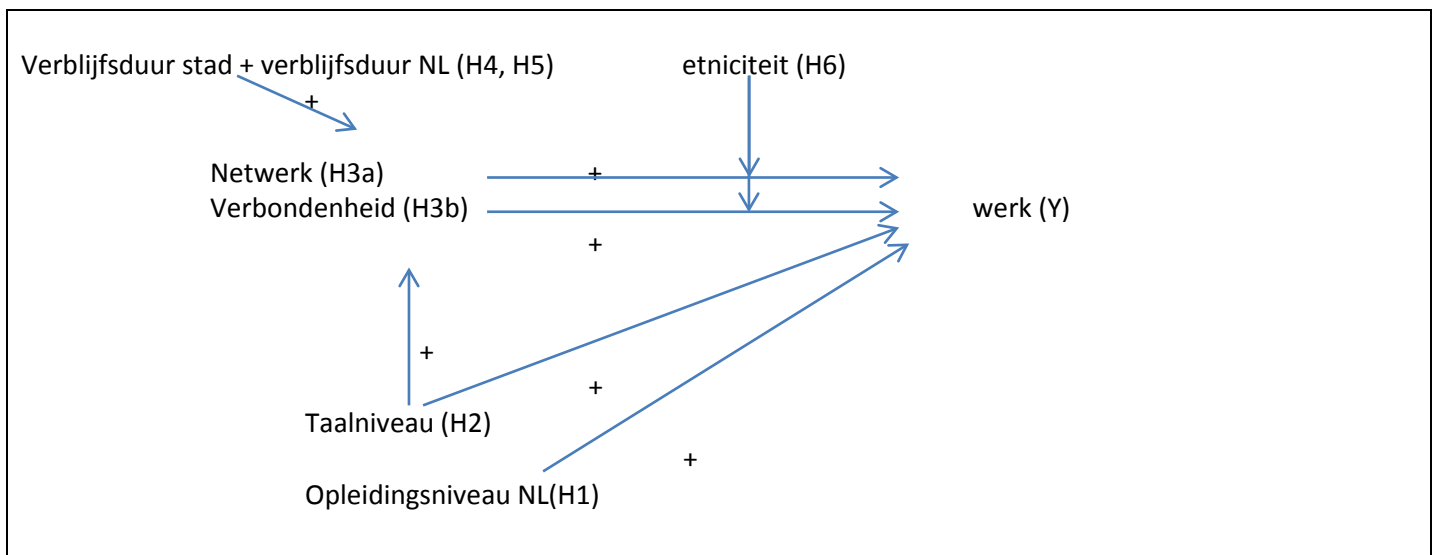 Verblijfsduur stad + verblijfsduur NL (H4, H5) etniciteit (H6)
+
Netwerk (H3a) +
Verbondenheid (H3b) werk (Y)
+
+
+
Taalniveau (H2)
+
Opleidingsniveau NL(H1)